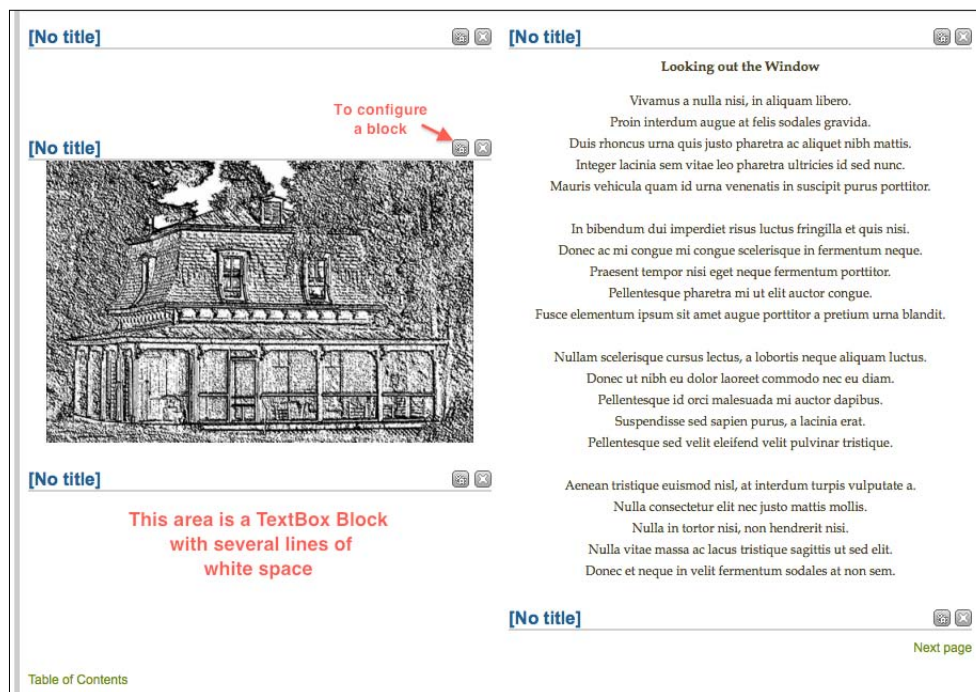 [No title]
To configure
a block
[No title]
[No title]
This area is a TextBox Block
with several lines of
white space
Table of Contents
[No title]
Looking out the Window
Vivamus a nulla nisi, in aliquam libero.
Proin interdum augue at felis sodales gravida.
Duis rhoncus urna quis justo pharetra ac aliquet nibh mattis.
Integer lacinia sem vitae leo pharetra ultricies id sed nunc.
Mauris vehicula quam id urna venenatis in suscipit purus porttitor.
In bibendum dui imperdiet risus luctus fringilla et quis nisi.
Donec ac mi congue mi congue scelerisque in fermentum neque.
Praesent tempor nisi eget neque fermentum porttitor.
Pellentesque pharetra mi ut elit auctor congue.
Fusce elementum ipsum sit amet augue porttitor a pretium urna blandit.
Nullam scelerisque cursus lectus, a lobortis neque aliquam luctus.
Donec ut nibh eu dolor laoreet commodo nec eu diam.
Pellentesque id orci malesuada mi auctor dapibus.
Suspendisse sed sapien purus, a lacinia erat.
Pellentesque sed velit eleifend velit pulvinar tristique.
Aenean tristique euismod nisl, at interdum turpis vulputate a.
Nulla consectetur elit nec justo mattis mollis.
Nulla in tortor nisi, non hendrerit nisi.
Nulla vitae massa ac lacus tristique sagittis ut sed elit.
Donec et neque in velit fermentum sodales at non sem.
[No title]
Next page